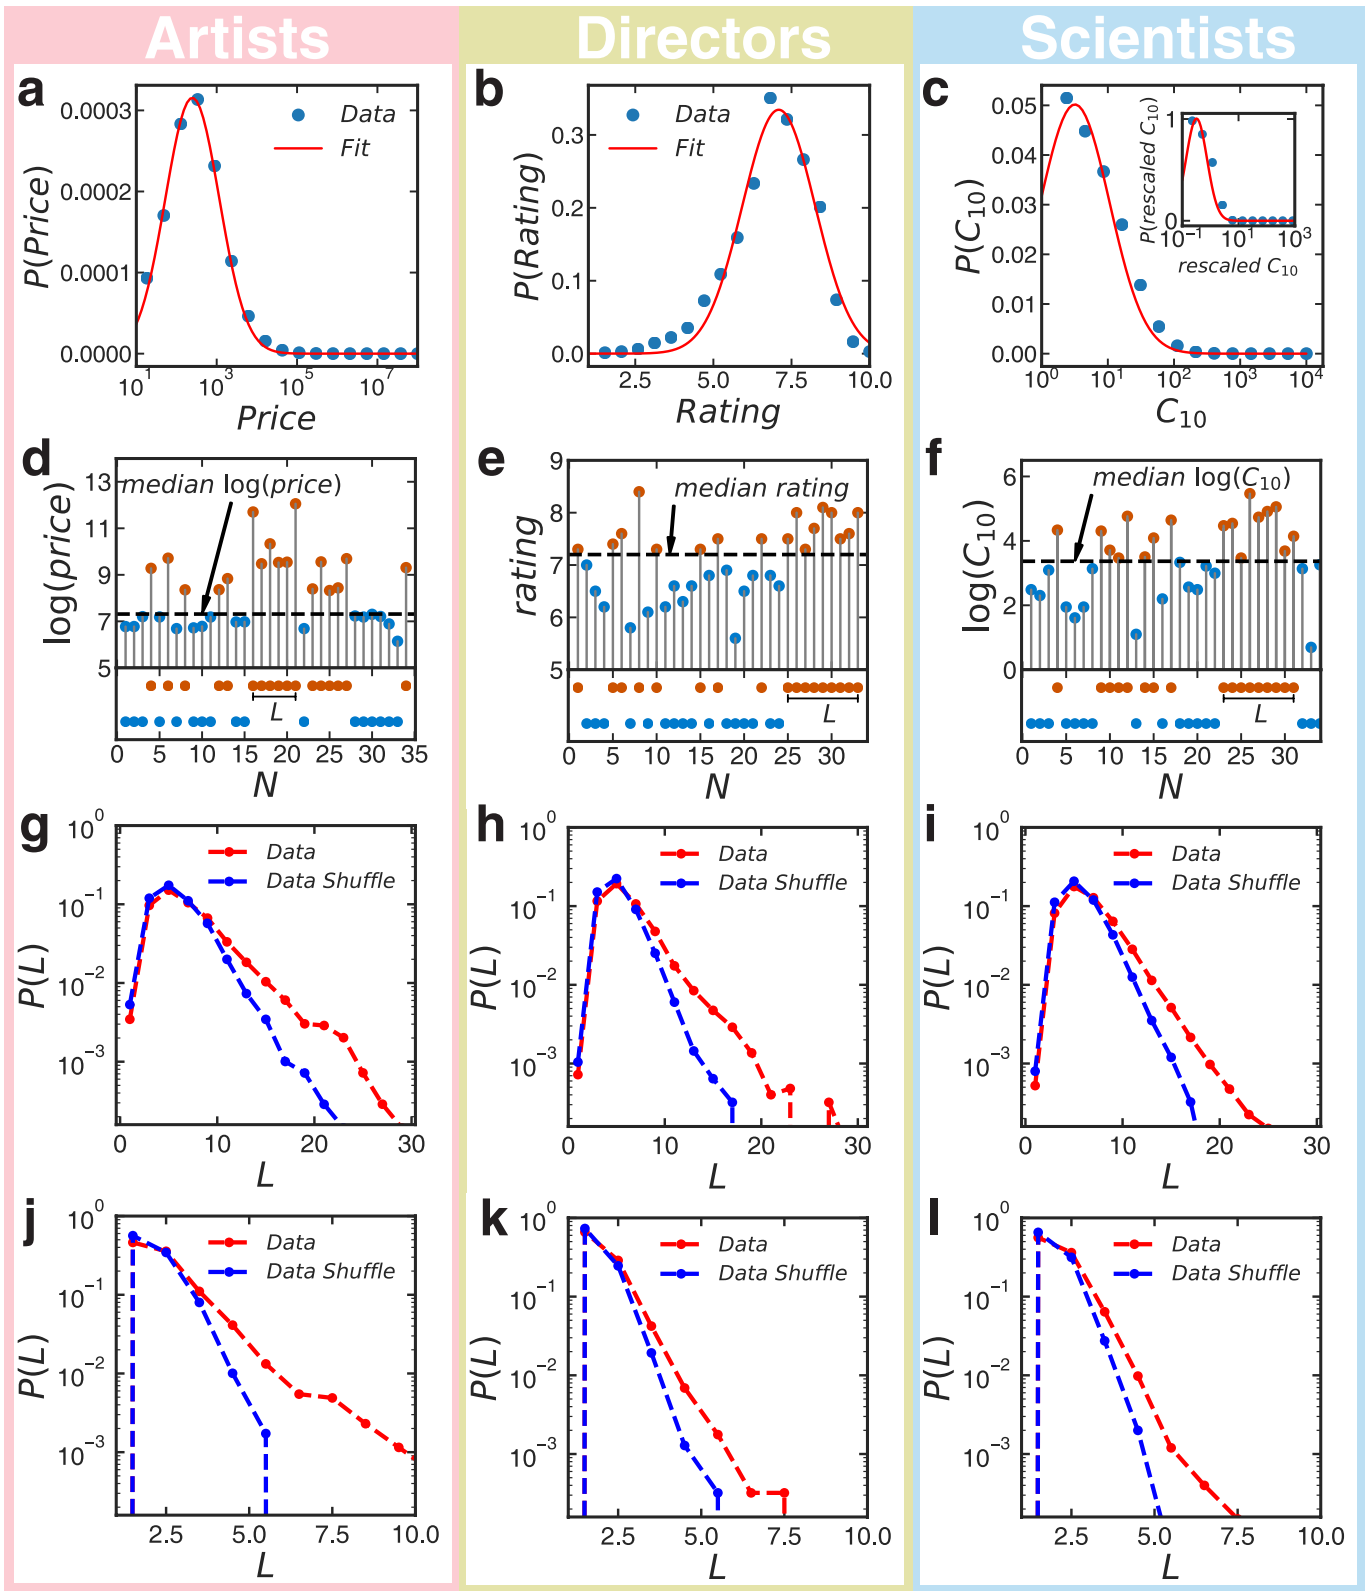 Artists
Directors
Scientists
a
0.0003
0.0002
0.0001
0.0000
P(Price)
Data
Fit
10^1
10^3
10^5
10^7
Price
b
0.3
0.2
0.1
0.0
P(Rating)
Data
Fit
2.5
5.0
7.5
10.0
Rating
c
0.05
0.04
0.03
0.02
0.01
0.00
P(C_10)
1
0
P(rescaled C_10)
10^-1
10^1
10^3
rescaled C_10
10^0
10^1
10^2
10^3
10^4
C_10
d
13
11
9
7
5
log(price)
median log(price)
L
0
5
10
15
20
25
30
35
N
e
9
8
7
6
5
rating
median rating
L
0
5
10
15
20
25
30
N
f
6
4
2
0
log(C_10)
median log(C_10)
L
0
5
10
15
20
25
30
N
g
10^0
10^-1
10^-2
10^-3
P(L)
Data
Data Shuffle
0
10
20
30
L
h
10^0
10^-1
10^-2
10^-3
P(L)
Data
Data Shuffle
0
10
20
30
L
i
10^0
10^-1
10^-2
10^-3
P(L)
Data
Data Shuffle
0
10
20
30
L
j
10^0
10^-1
10^-2
10^-3
P(L)
Data
Data Shuffle
2.5
5.0
7.5
10.0
L
k
10^0
10^-1
10^-2
10^-3
P(L)
Data
Data Shuffle
2.5
5.0
7.5
10.0
L
l
10^0
10^-1
10^-2
10^-3
P(L)
Data
Data Shuffle
2.5
5.0
7.5
10.0
L